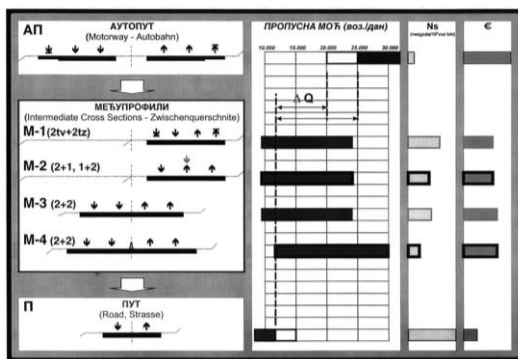 АП
АУТОПУТ
(Motorway - Autobahn)
МЕЂУПРОФИЛИ
(Intermediate Cross Sections - Zwischenquerschnite)
М-1 (2tv+2tz)
М-2 (2+1, 1+2)
М-3 (2+2)
М-4 (2+2)
П
ПУТ
(Road, Strasse)
ПРОПУСНА МОЋ (воз./дан)
10.000 15.000 20.000 25.000 30.000
Δ Q
Ns
€